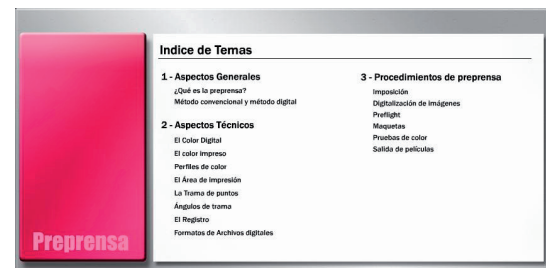 Indice de Temas
1 - Aspectos Generales
¿Qué es la preprensa?
Método convencional y método digital
2 - Aspectos Técnicos
El Color Digital
El color impreso
Perfiles de color
El Área de impresión
La Trama de puntos
Ángulos de trama
El Registro
Formatos de Archivos digitales
3 - Procedimientos de preprensa
Imposición
Digitalización de imágenes
Preflight
Maquetas
Pruebas de color
Salida de películas
Preprensa